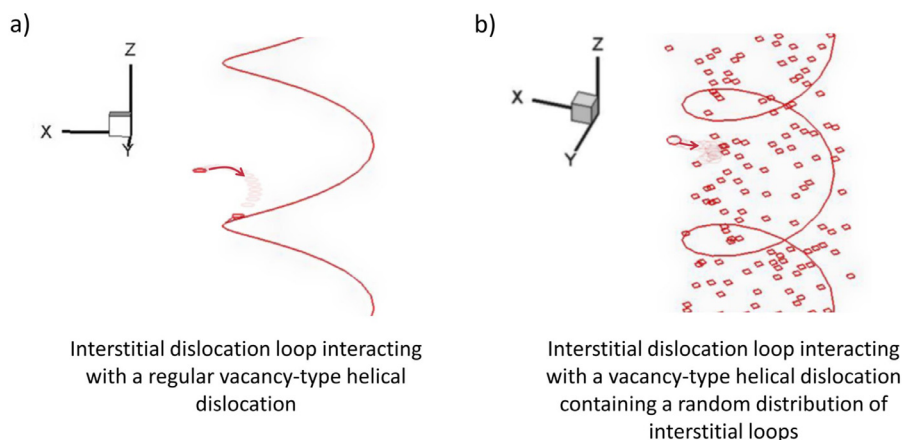 a)
Z
X
Y
Interstitial dislocation loop interacting
with a regular vacancy-type helical
dislocation
b)
Z
X
Y
Interstitial dislocation loop interacting
with a vacancy-type helical dislocation
containing a random distribution of
interstitial loops